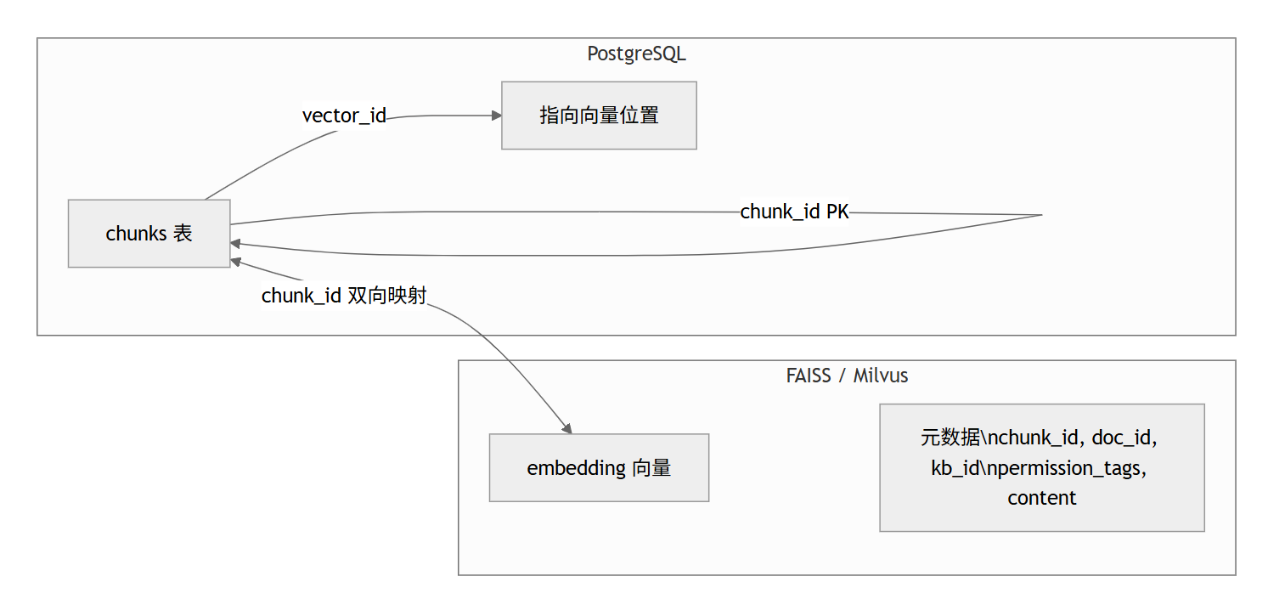 PostgreSQL
指向向量位置
vector_id
chunk_id PK
chunks 表
chunk_id 双向映射
FAISS / Milvus
元数据\nchunk_id, doc_id,
kb_id\npermission_tags,
content
embedding 向量